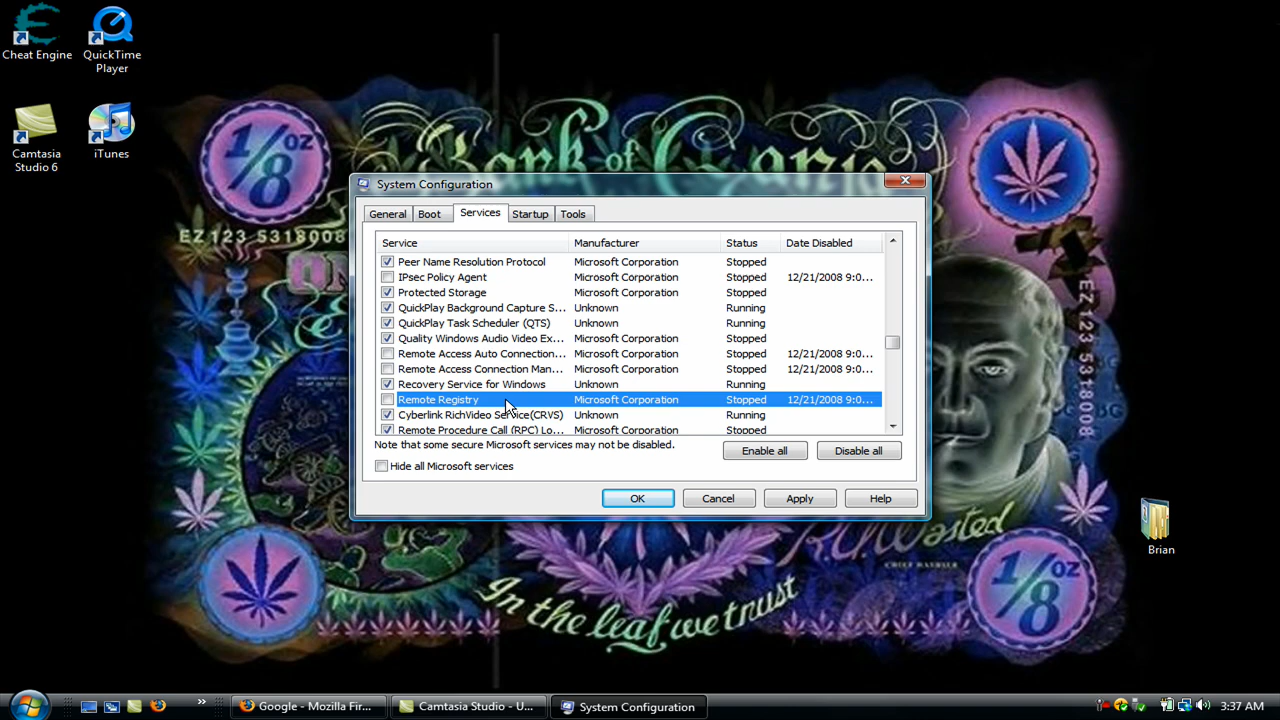 Cheat Engine
QuickTime
Player
Camtasia
Studio 6
iTunes
1/8 OZ
Bank of
EZ 123 5318008
System Configuration
General
Boot
Services
Startup
Tools
Service Manufacturer Status Date Disabled
Peer Name Resolution Protocol Microsoft Corporation Stopped
IPsec Policy Agent Microsoft Corporation Stopped 12/21/2008 9:0...
Protected Storage Microsoft Corporation Stopped
QuickPlay Background Capture S... Unknown Running
QuickPlay Task Scheduler (QTS) Unknown Running
Quality Windows Audio Video Ex... Microsoft Corporation Stopped
Remote Access Auto Connection... Microsoft Corporation Stopped 12/21/2008 9:0...
Remote Access Connection Man... Microsoft Corporation Stopped 12/21/2008 9:0...
Recovery Service for Windows Unknown Running
Remote Registry Microsoft Corporation Stopped 12/21/2008 9:0...
Cyberlink RichVideo Service(CRVS) Unknown Running
Remote Procedure Call (RPC) Lo... Microsoft Corporation Stopped
Note that some secure Microsoft services may not be disabled.
Enable all
Disable all
Hide all Microsoft services
OK
Cancel
Apply
Help
EZ 123 5318008
Brian
1/8 OZ
In the leaf we trust
Google - Mozilla Fir...
Camtasia Studio - U...
System Configuration
3:37 AM